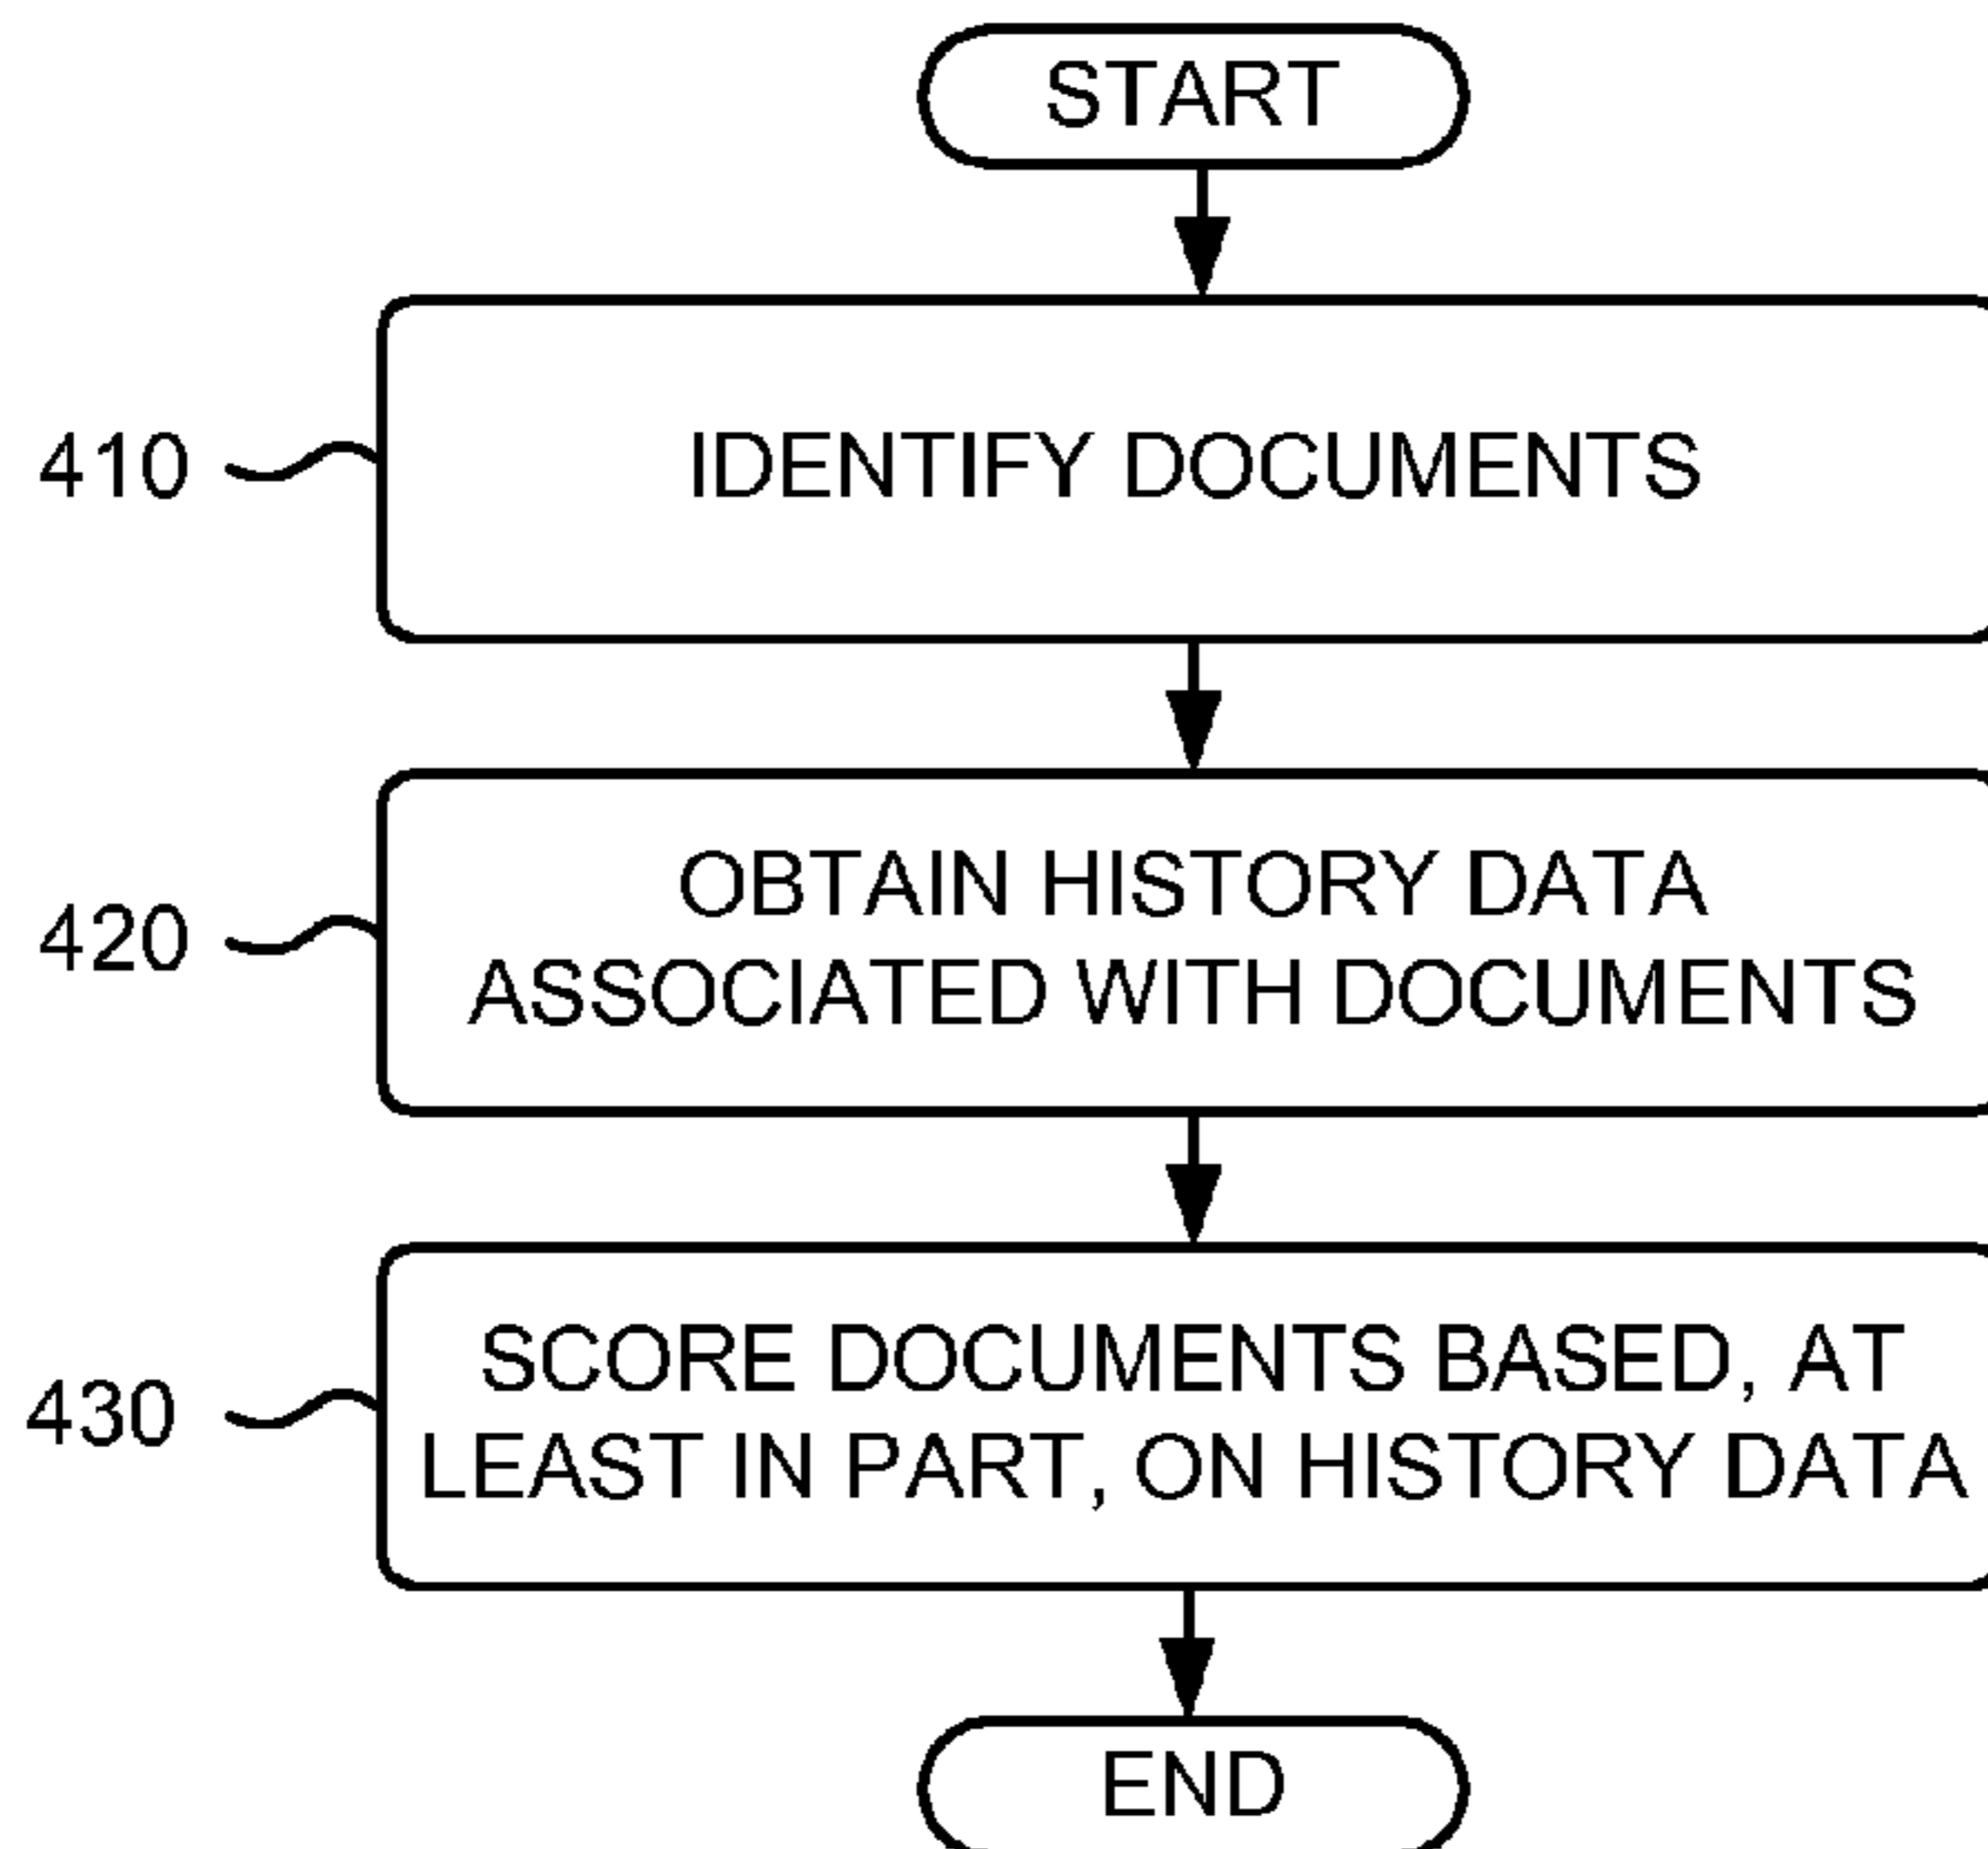 START
410
IDENTIFY DOCUMENTS
420
OBTAIN HISTORY DATA
ASSOCIATED WITH DOCUMENTS
430
SCORE DOCUMENTS BASED, AT
LEAST IN PART, ON HISTORY DATA
END